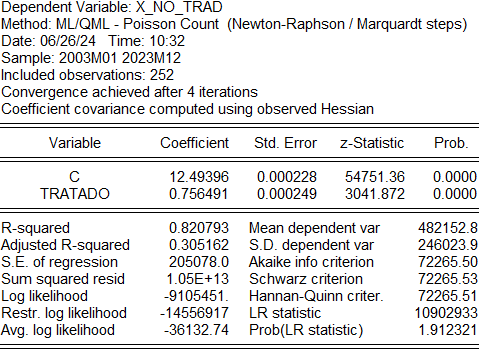 Dependent Variable: X_NO_TRAD
Method: ML/QML - Poisson Count (Newton-Raphson / Marquardt steps)
Date: 06/26/24 Time: 10:32
Sample: 2003M01 2023M12
Included observations: 252
Convergence achieved after 4 iterations
Coefficient covariance computed using observed Hessian
Variable Coefficient Std. Error z-Statistic Prob.
C 12.49396 0.000228 54751.36 0.0000
TRATADO 0.756491 0.000249 3041.872 0.0000
R-squared 0.820793 Mean dependent var 482152.8
Adjusted R-squared 0.305162 S.D. dependent var 246023.9
S.E. of regression 205078.0 Akaike info criterion 72265.50
Sum squared resid 1.05E+13 Schwarz criterion 72265.53
Log likelihood -9105451. Hannan-Quinn criter. 72265.51
Restr. log likelihood -14556917 LR statistic 10902933
Avg. log likelihood -36132.74 Prob(LR statistic) 1.912321